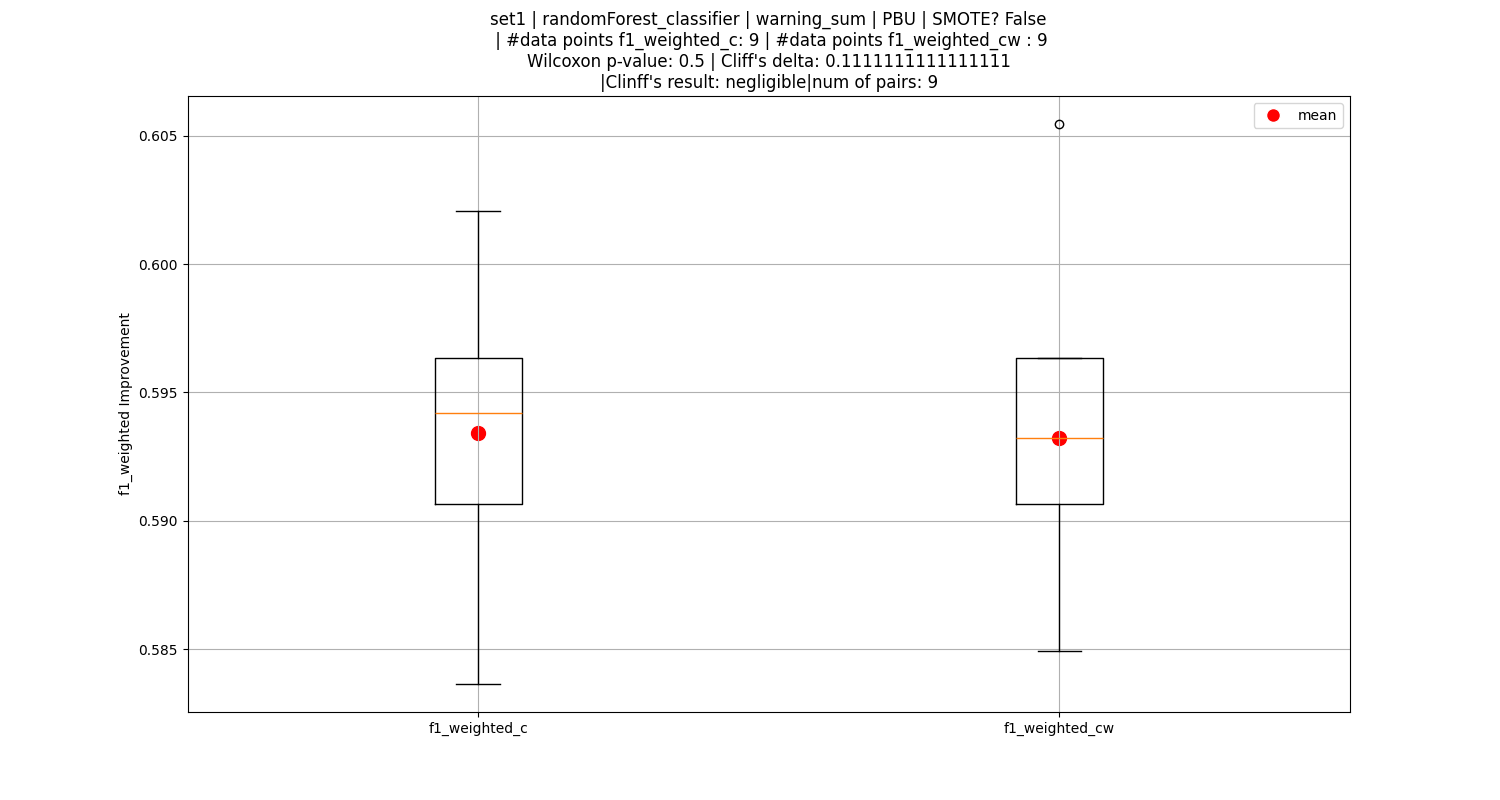 set1 | randomForest_classifier | warning_sum | PBU | SMOTE? False
| #data points f1_weighted_c: 9 | #data points f1_weighted_cw : 9
Wilcoxon p-value: 0.5 | Cliff's delta: 0.1111111111111111
|Clinff's result: negligible|num of pairs: 9
mean
0.605
0.600
0.595
0.590
0.585
f1_weighted Improvement
f1_weighted_c
f1_weighted_cw